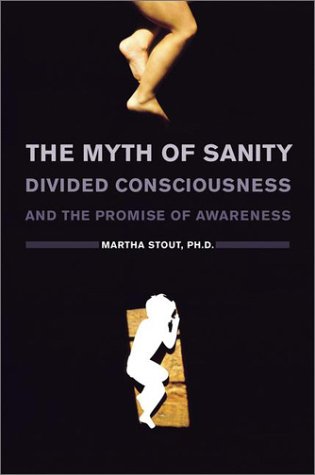 THE MYTH OF SANITY
DIVIDED CONSCIOUSNESS
AND THE PROMISE OF AWARENESS
MARTHA STOUT, PH.D.